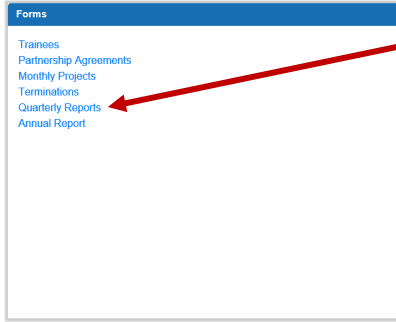 Forms
Trainees
Partnership Agreements
Monthly Projects
Terminations
Quarterly Reports
Annual Report